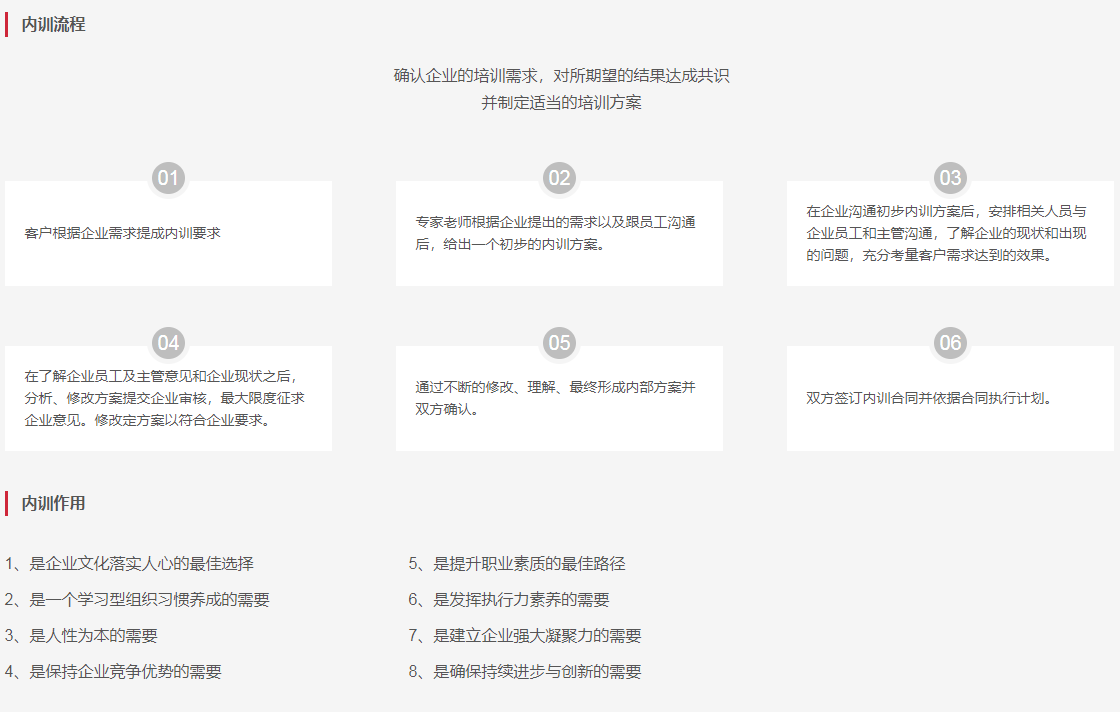 内训流程
确认企业的培训需求，对所期望的结果达成共识
并制定适当的培训方案
01
客户根据企业需求提成内训要求
02
专家老师根据企业提出的需求以及跟员工沟通
后，给出一个初步的内训方案。
03
在企业沟通初步内训方案后，安排相关人员与
企业员工和主管沟通，了解企业的现状和出现
的问题，充分考量客户需求达到的效果。
04
在了解企业员工及主管意见和企业现状之后，
分析、修改方案提交企业审核，最大限度征求
企业意见。修改定方案以符合企业要求。
05
通过不断的修改、理解、最终形成内部方案并
双方确认。
06
双方签订内训合同并依据合同执行计划。
内训作用
1、是企业文化落实人心的最佳选择
2、是一个学习型组织习惯养成的需要
3、是人性为本的需要
4、是保持企业竞争优势的需要
5、是提升职业素质的最佳路径
6、是发挥执行力素养的需要
7、是建立企业强大凝聚力的需要
8、是确保持续进步与创新的需要